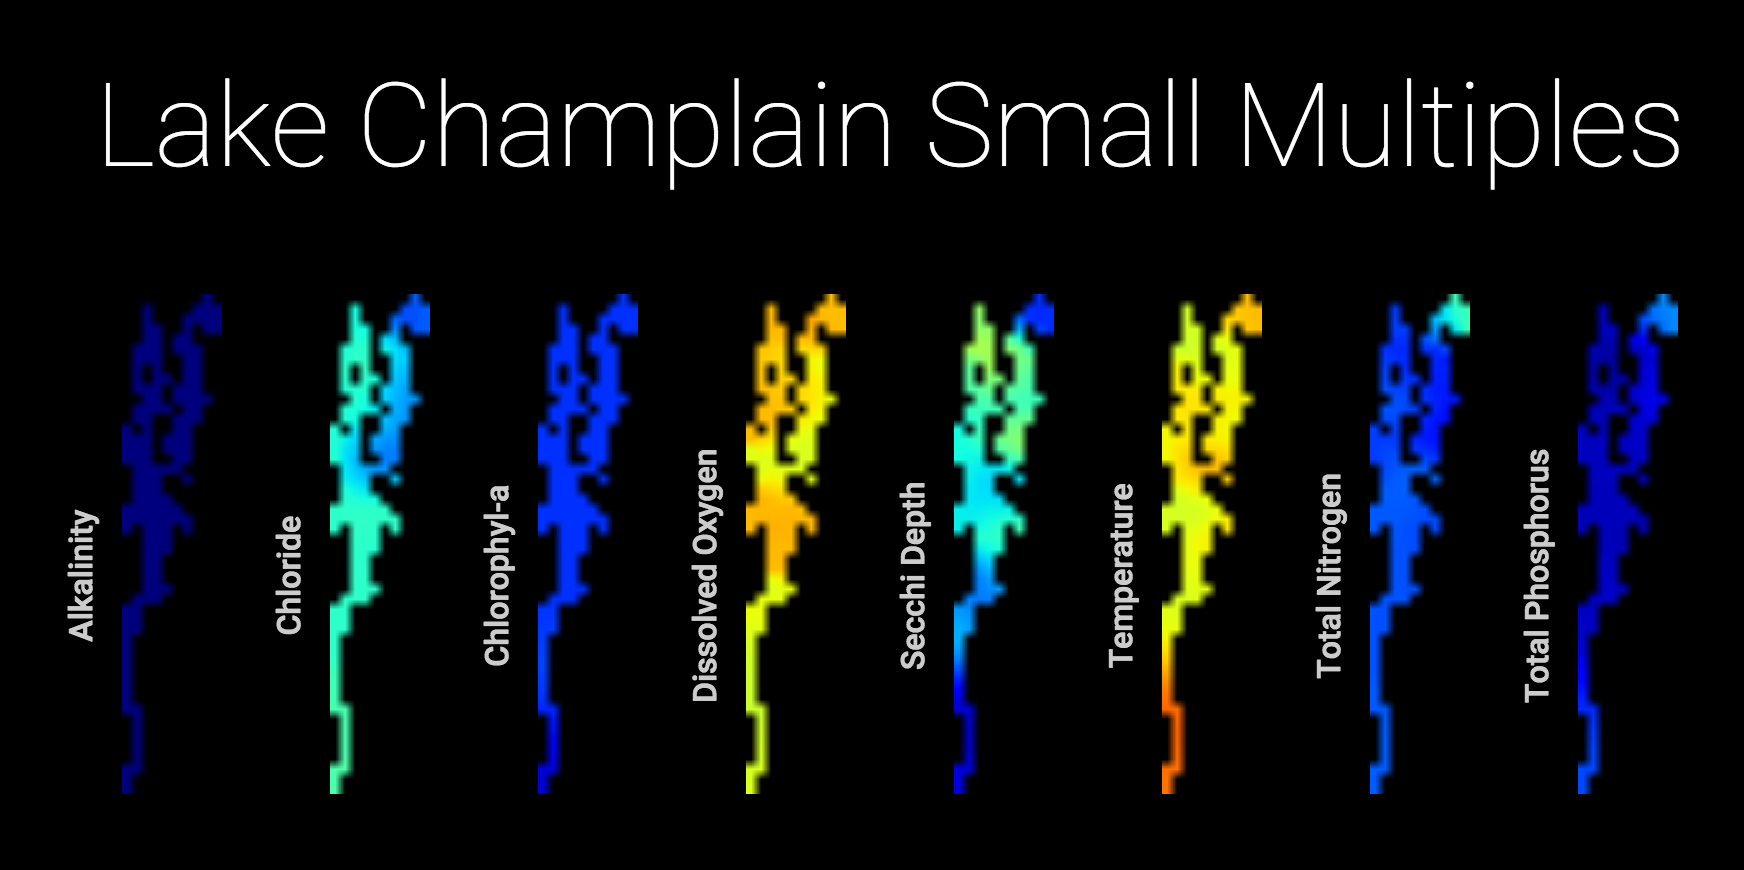 Lake Champlain Small Multiples
Alkalinity
Chloride
Chlorophyl-a
Dissolved Oxygen
Secchi Depth
Temperature
Total Nitrogen
Total Phosphorus